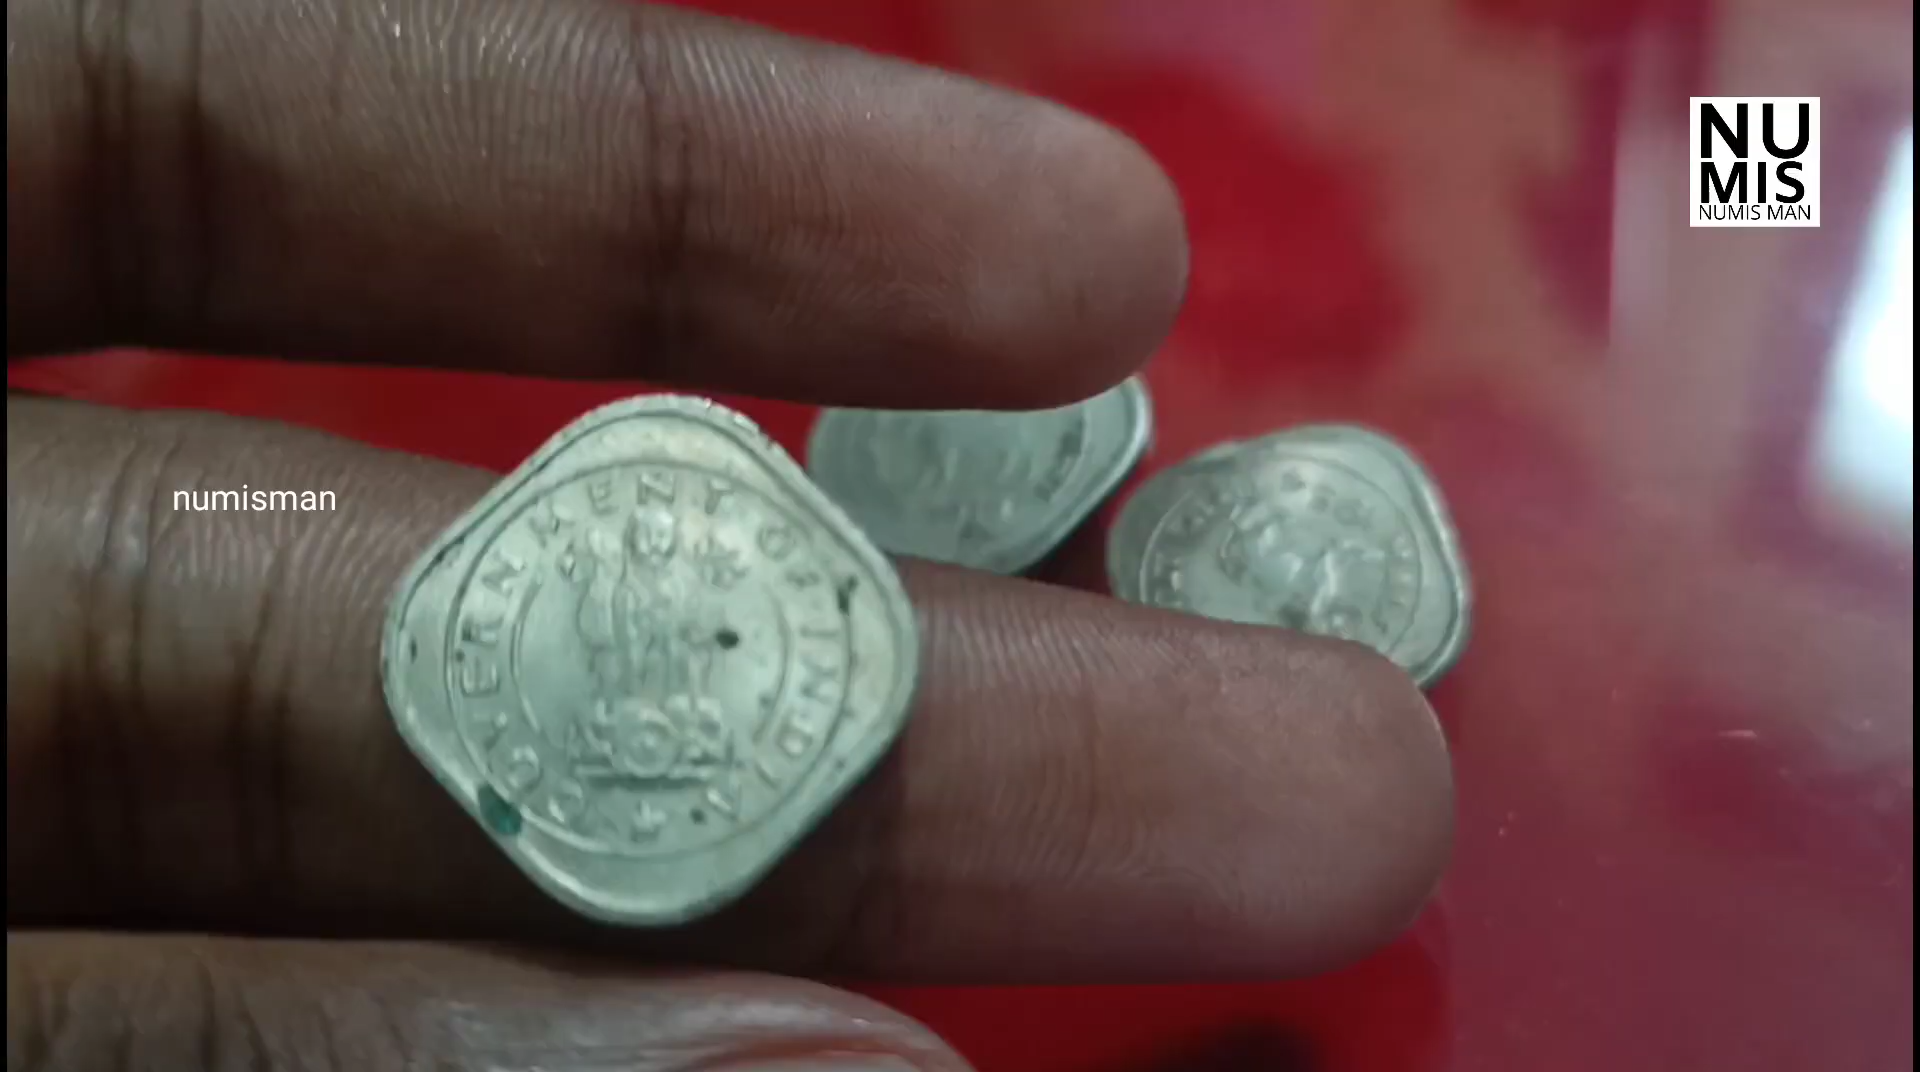 NU
MIS
NUMIS MAN
numisman
GOVERNMENT OF INDIA